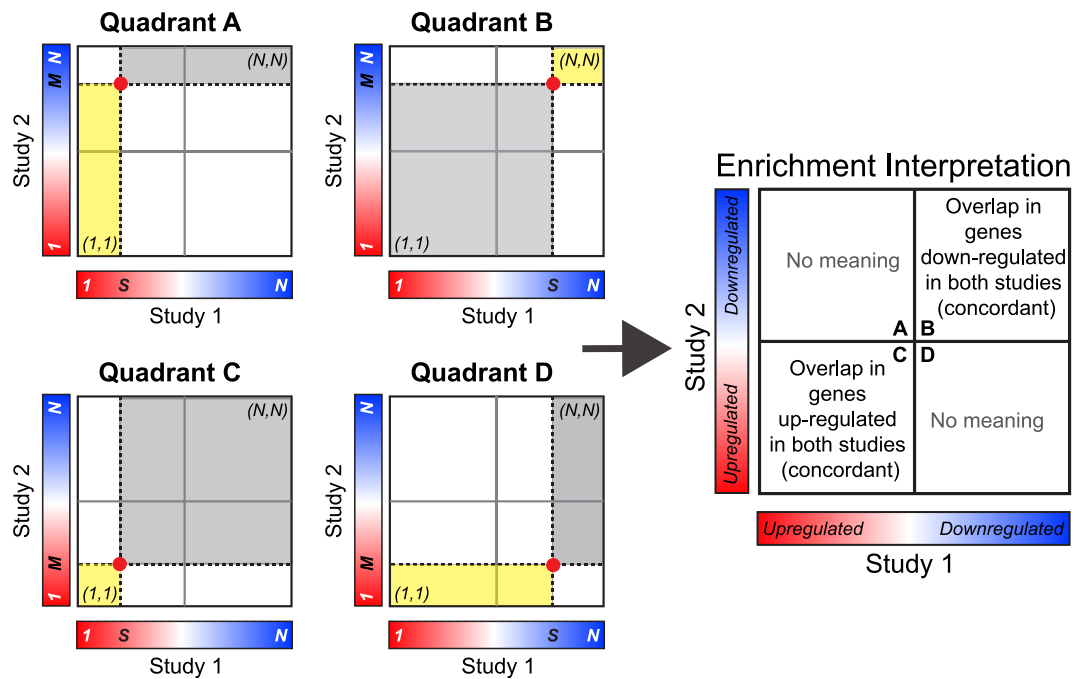 Quadrant A
N
M
1
Study 2
(N,N)
(1,1)
1 S N
Study 1
Quadrant B
N
M
1
Study 2
(N,N)
(1,1)
1 S N
Study 1
Quadrant C
N
M
1
Study 2
(N,N)
(1,1)
1 S N
Study 1
Quadrant D
N
M
1
Study 2
(N,N)
(1,1)
1 S N
Study 1
Enrichment Interpretation
Study 2
Downregulated
Upregulated
No meaning
A
Overlap in
genes
down-regulated
in both studies
(concordant)
B
C
Overlap in
genes
up-regulated
in both studies
(concordant)
D
No meaning
Upregulated Downregulated
Study 1